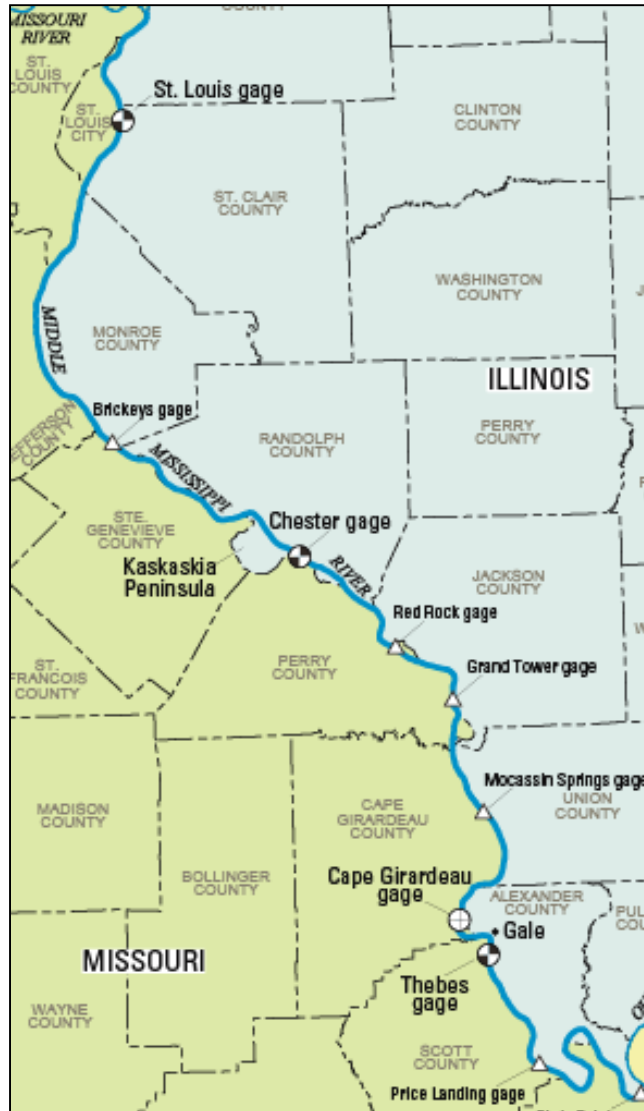 MISSOURI
RIVER
ST.
LOUIS
COUNTY
St. Louis gage
ST.
LOUIS
CITY
CLINTON
COUNTY
ST. CLAIR
COUNTY
WASHINGTON
COUNTY
MIDDLE
MONROE
COUNTY
ILLINOIS
Brickeys gage
JEFFERSON
COUNTY
RANDOLPH
COUNTY
PERRY
COUNTY
MISSISSIPPI
STE.
GENEVIEVE
COUNTY
Chester gage
Kaskaskia
Peninsula
RIVER
JACKSON
COUNTY
Red Rock gage
ST.
FRANCOIS
COUNTY
PERRY
COUNTY
Grand Tower gage
Mocassin Springs gage
UNION
COUNTY
MADISON
COUNTY
CAPE
GIRARDEAU
COUNTY
BOLLINGER
COUNTY
Cape Girardeau
gage
ALEXANDER
COUNTY
Gale
MISSOURI
Thebes
gage
WAYNE
COUNTY
SCOTT
COUNTY
Price Landing gage